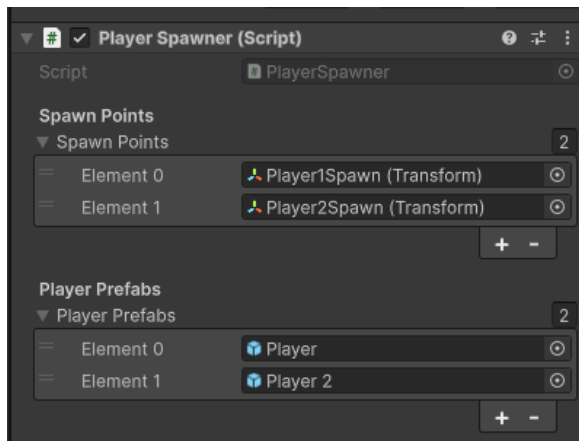 # Player Spawner (Script)
Script PlayerSpawner
Spawn Points
Spawn Points 2
Element 0 Player1Spawn (Transform)
Element 1 Player2Spawn (Transform)
+ -
Player Prefabs
Player Prefabs 2
Element 0 Player
Element 1 Player 2
+ -